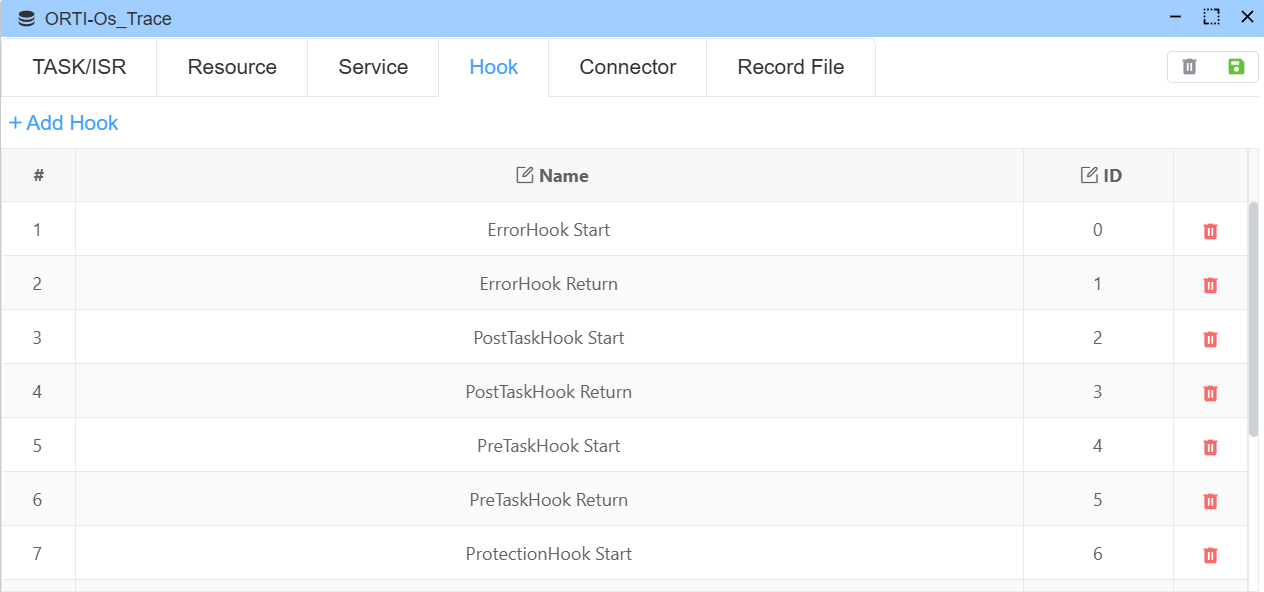 ORTI-Os_Trace
TASK/ISR Resource Service Hook Connector Record File
+ Add Hook
# Name ID
1 ErrorHook Start 0
2 ErrorHook Return 1
3 PostTaskHook Start 2
4 PostTaskHook Return 3
5 PreTaskHook Start 4
6 PreTaskHook Return 5
7 ProtectionHook Start 6